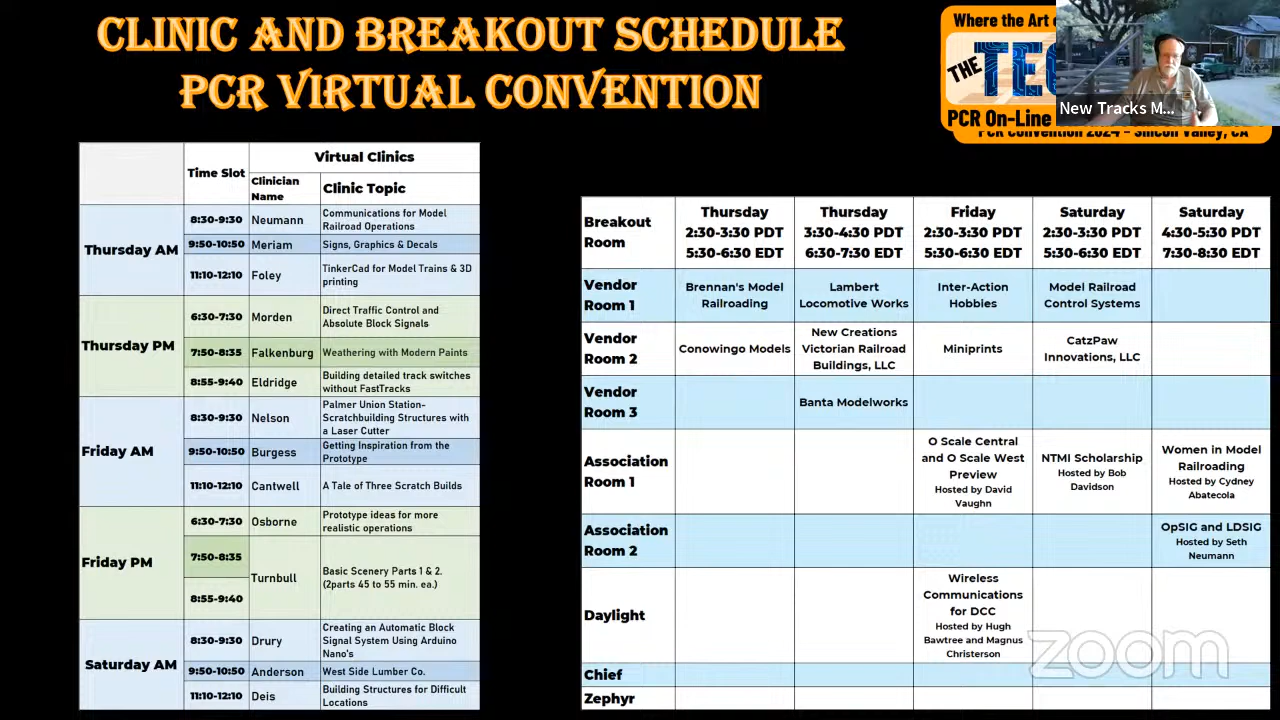 CLINIC AND BREAKOUT SCHEDULE
PCR VIRTUAL CONVENTION
Where the Art
THE
PCR On-Line
PCR Convention 2024 - Silicon Valley, CA
New Tracks M...
Time Slot
Virtual Clinics
Clinician
Name
Clinic Topic
Thursday AM
8:30-9:30
Neumann
Communications for Model
Railroad Operations
9:50-10:50
Meriam
Signs, Graphics & Decals
11:10-12:10
Foley
TinkerCad for Model Trains & 3D
printing
Thursday PM
6:30-7:30
Morden
Direct Traffic Control and
Absolute Block Signals
7:50-8:35
Falkenburg
Weathering with Modern Paints
8:55-9:40
Eldridge
Building detailed track switches
without FastTracks
Friday AM
8:30-9:30
Nelson
Palmer Union Station-
Scratchbuilding Structures with
a Laser Cutter
9:50-10:50
Burgess
Getting Inspiration from the
Prototype
11:10-12:10
Cantwell
A Tale of Three Scratch Builds
Friday PM
6:30-7:30
Osborne
Prototype ideas for more
realistic operations
7:50-8:35
8:55-9:40
Turnbull
Basic Scenery Parts 1 & 2.
(2parts 45 to 55 min. ea.)
Saturday AM
8:30-9:30
Drury
Creating an Automatic Block
Signal System Using Arduino
Nano's
9:50-10:50
Anderson
West Side Lumber Co.
11:10-12:10
Deis
Building Structures for Difficult
Locations
Breakout
Room
Thursday
2:30-3:30 PDT
5:30-6:30 EDT
Thursday
3:30-4:30 PDT
6:30-7:30 EDT
Friday
2:30-3:30 PDT
5:30-6:30 EDT
Saturday
2:30-3:30 PDT
5:30-6:30 EDT
Saturday
4:30-5:30 PDT
7:30-8:30 EDT
Vendor
Room 1
Brennan's Model
Railroading
Lambert
Locomotive Works
Inter-Action
Hobbies
Model Railroad
Control Systems
Vendor
Room 2
Conowingo Models
New Creations
Victorian Railroad
Buildings, LLC
Miniprints
CatzPaw
Innovations, LLC
Vendor
Room 3
Banta Modelworks
Association
Room 1
O Scale Central
and O Scale West
Preview
Hosted by David
Vaughn
NTMI Scholarship
Hosted by Bob
Davidson
Women in Model
Railroading
Hosted by Cydney
Abatecola
Association
Room 2
OpSIG and LDSIG
Hosted by Seth
Neumann
Daylight
Wireless
Communications
for DCC
Hosted by Hugh
Bawtree and Magnus
Christerson
Chief
Zephyr
zoom